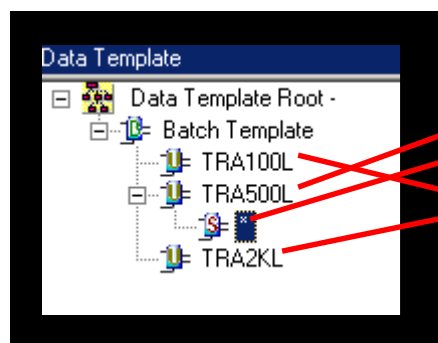 Data Template
Data Template Root -
Batch Template
TRA100L
TRA500L
*
TRA2KL